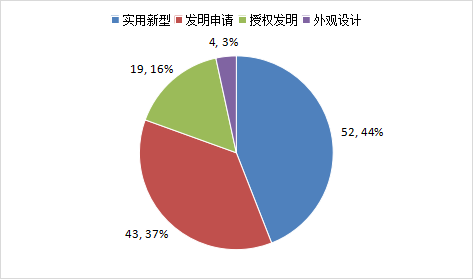 实用新型 发明申请 授权发明 外观设计
4, 3%
19, 16%
52, 44%
43, 37%